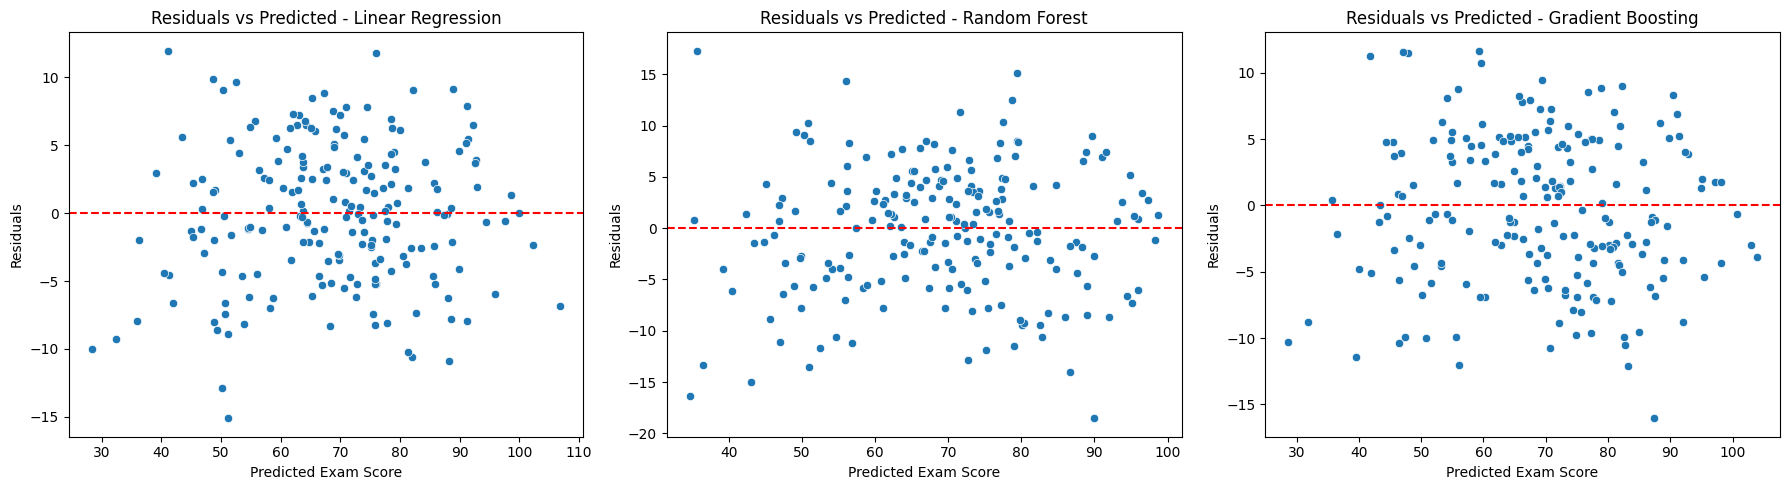 Residuals vs Predicted - Linear Regression
10
5
0
−5
−10
−15
Residuals
30 40 50 60 70 80 90 100 110
Predicted Exam Score
Residuals vs Predicted - Random Forest
15
10
5
0
−5
−10
−15
−20
Residuals
40 50 60 70 80 90 100
Predicted Exam Score
Residuals vs Predicted - Gradient Boosting
10
5
0
−5
−10
−15
Residuals
30 40 50 60 70 80 90 100
Predicted Exam Score